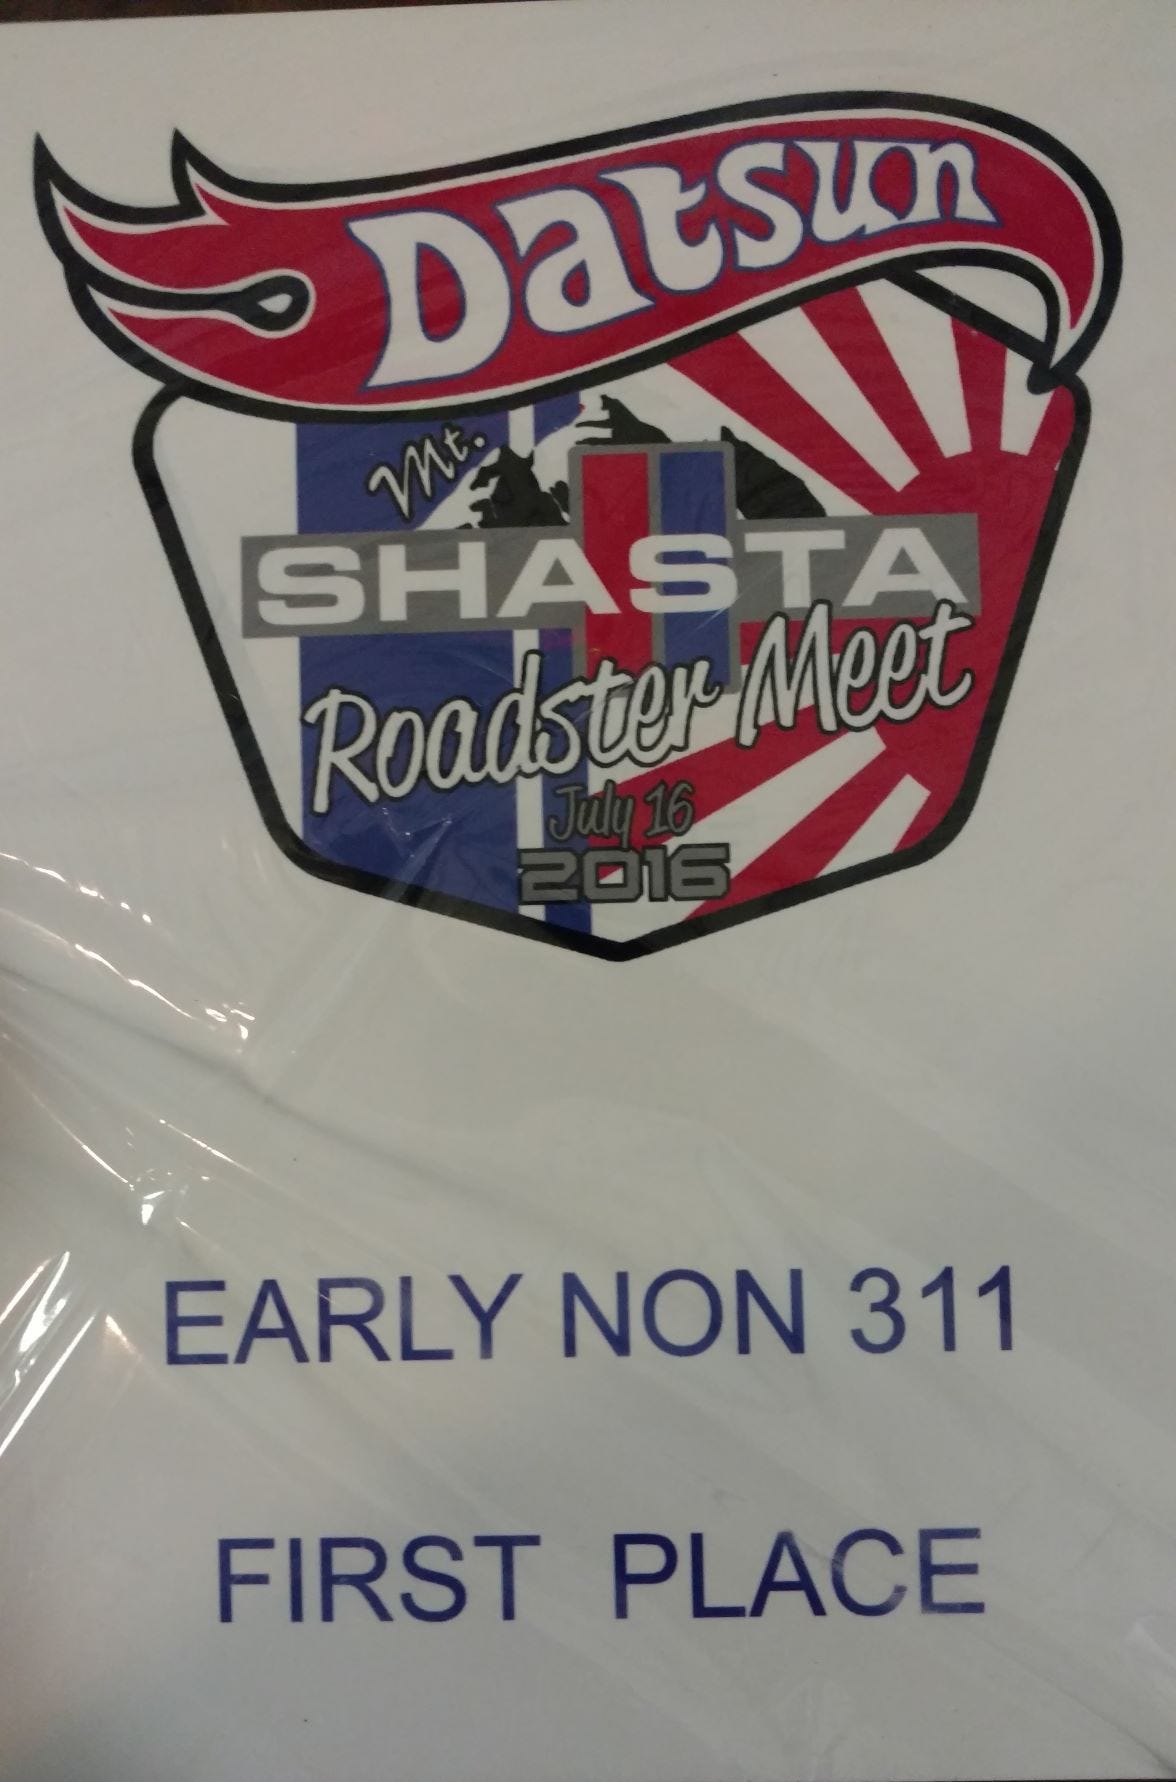 Datsun
Mt.
SHASTA
Roadster Meet
July 16
2016
EARLY NON 311
FIRST PLACE